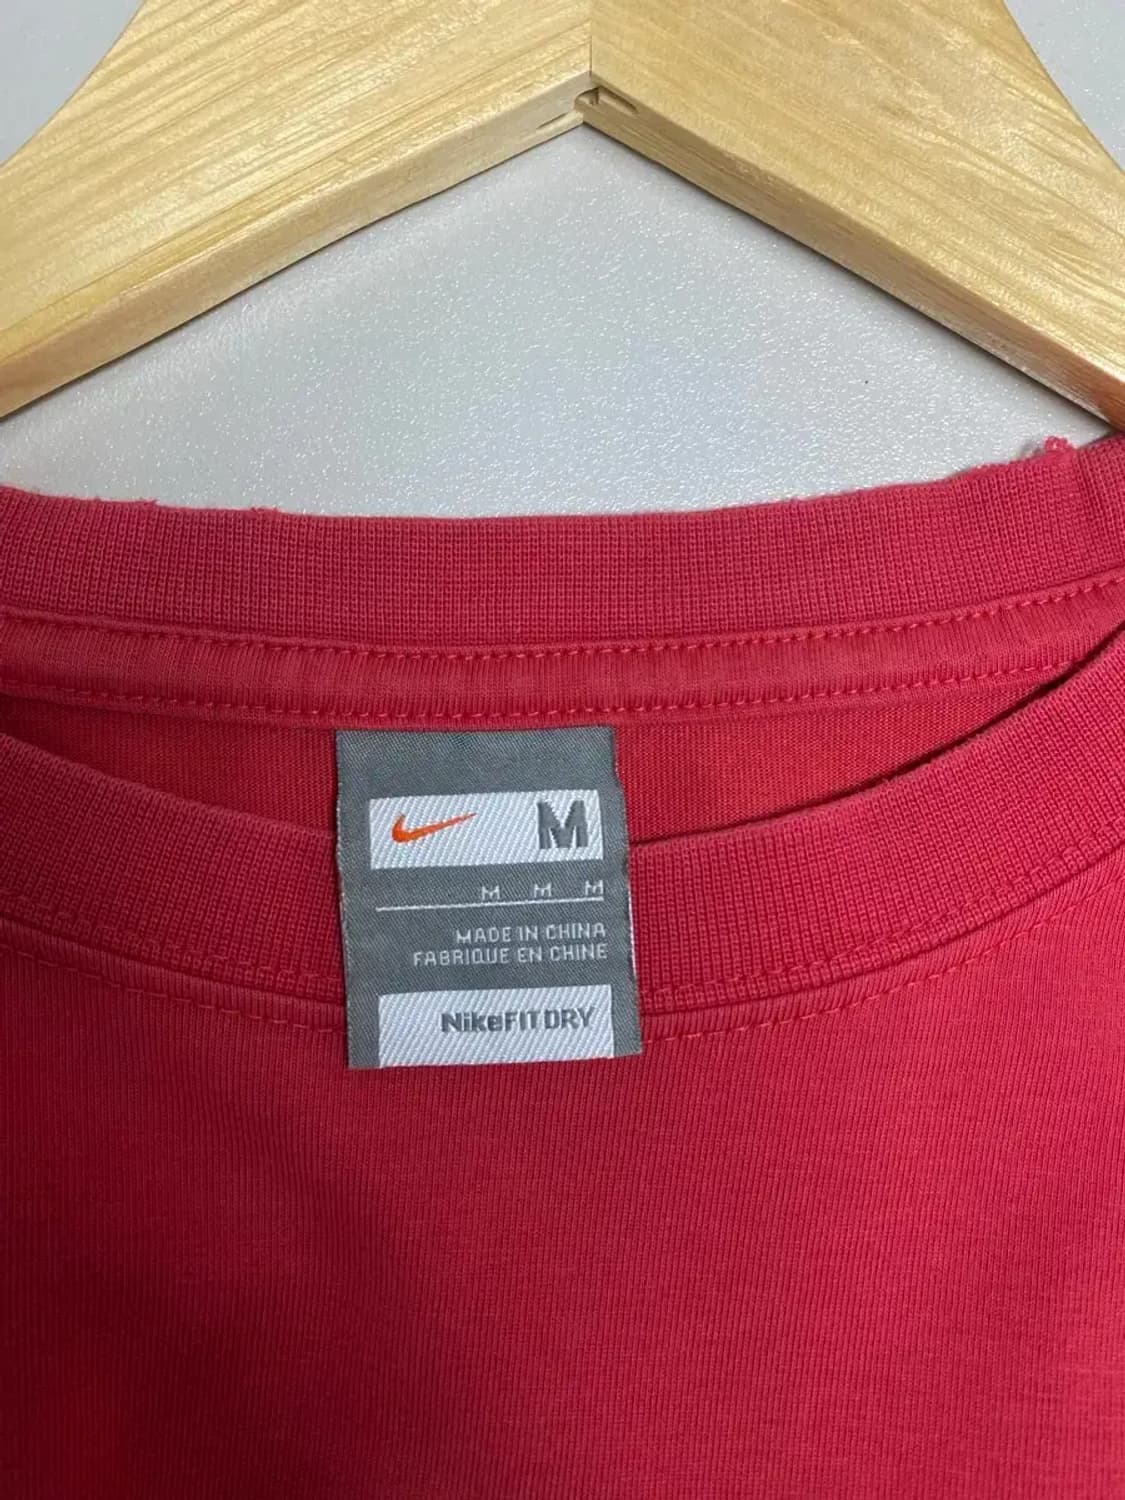 M
M M M
MADE IN CHINA
FABRIQUE EN CHINE
NikeFIT DRY